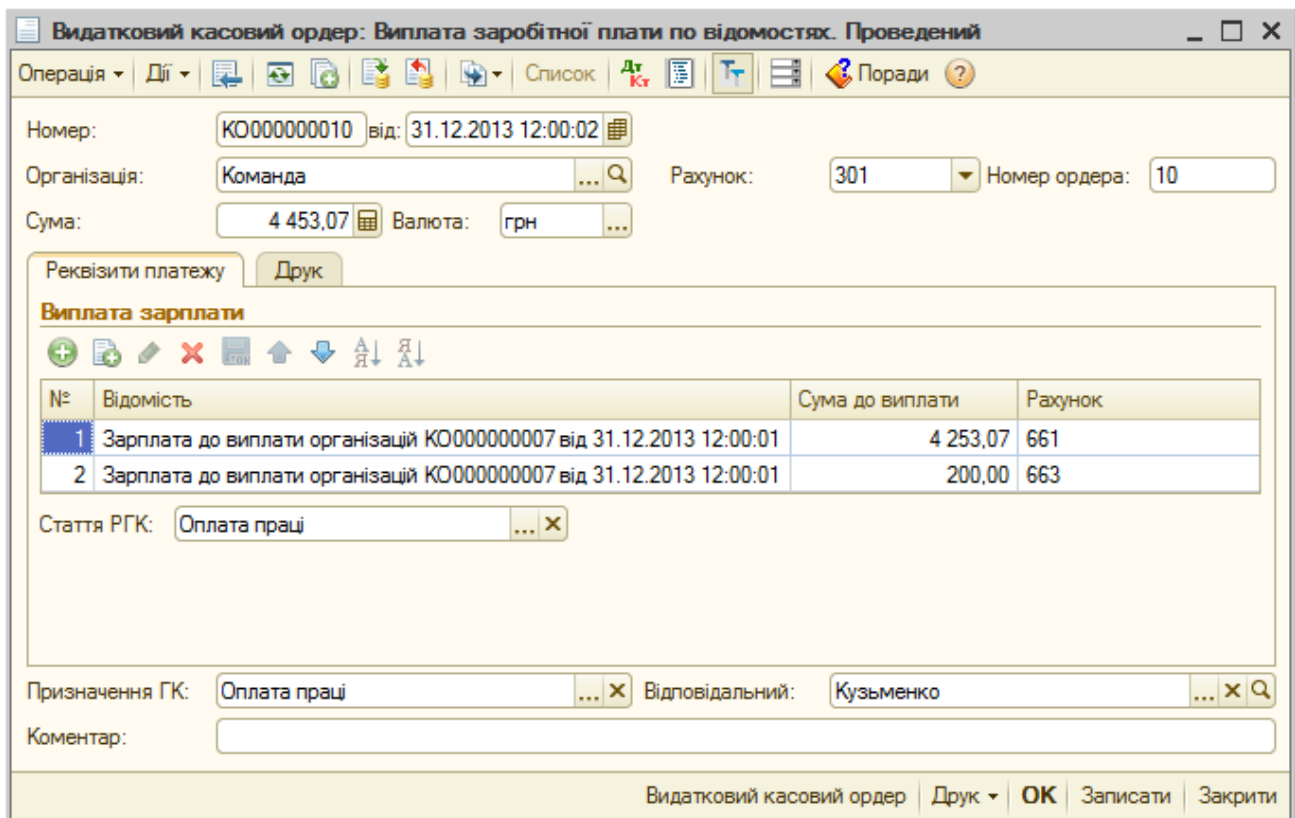 Видатковий касовий ордер: Виплата заробітної плати по відомостях. Проведений
Операція Дії Список Дт Кт Поради
Номер: КО000000010 від: 31.12.2013 12:00:02
Організація: Команда ... Рахунок: 301 Номер ордера: 10
Сума: 4 453,07 Валюта: грн ...
Реквізити платежу Друк
Виплата зарплати
№ Відомість Сума до виплати Рахунок
1 Зарплата до виплати організацій КО000000007 від 31.12.2013 12:00:01 4 253,07 661
2 Зарплата до виплати організацій КО000000007 від 31.12.2013 12:00:01 200,00 663
Стаття РГК: Оплата праці ...
Призначення ГК: Оплата праці ... Відповідальний: Кузьменко ...
Коментар:
Видатковий касовий ордер Друк ОК Записати Закрити